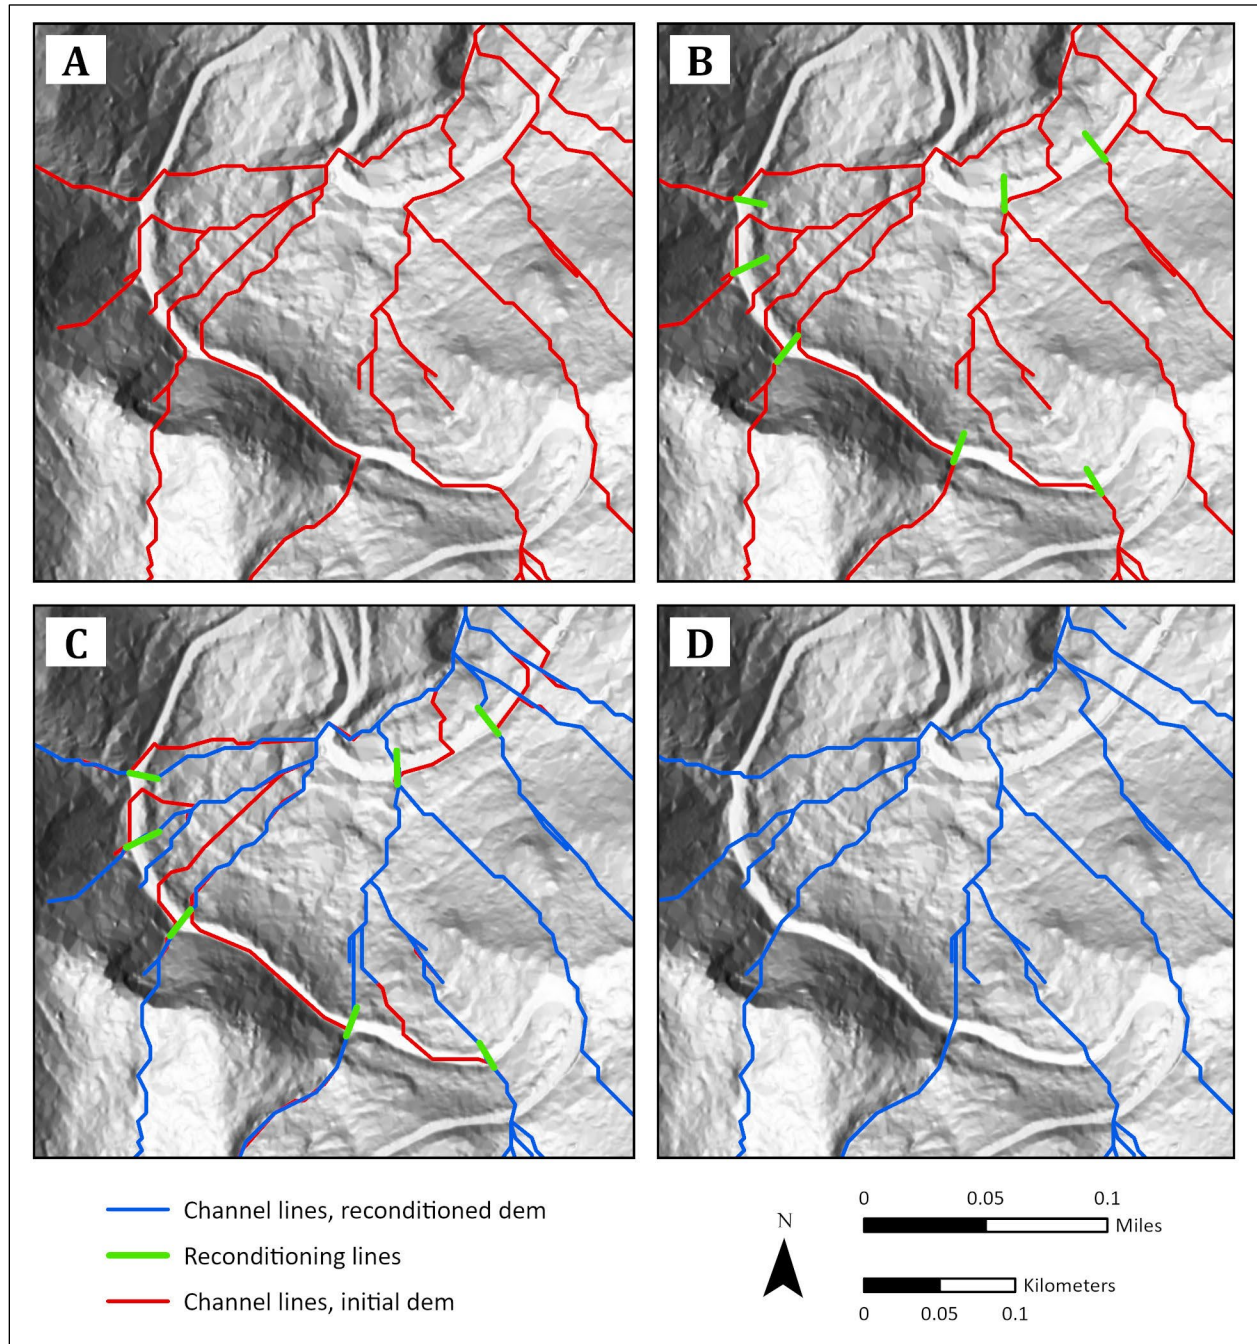 A
B
C
D
Channel lines, reconditioned dem
Reconditioning lines
Channel lines, initial dem
N
0 0.05 0.1
Miles
Kilometers
0 0.05 0.1